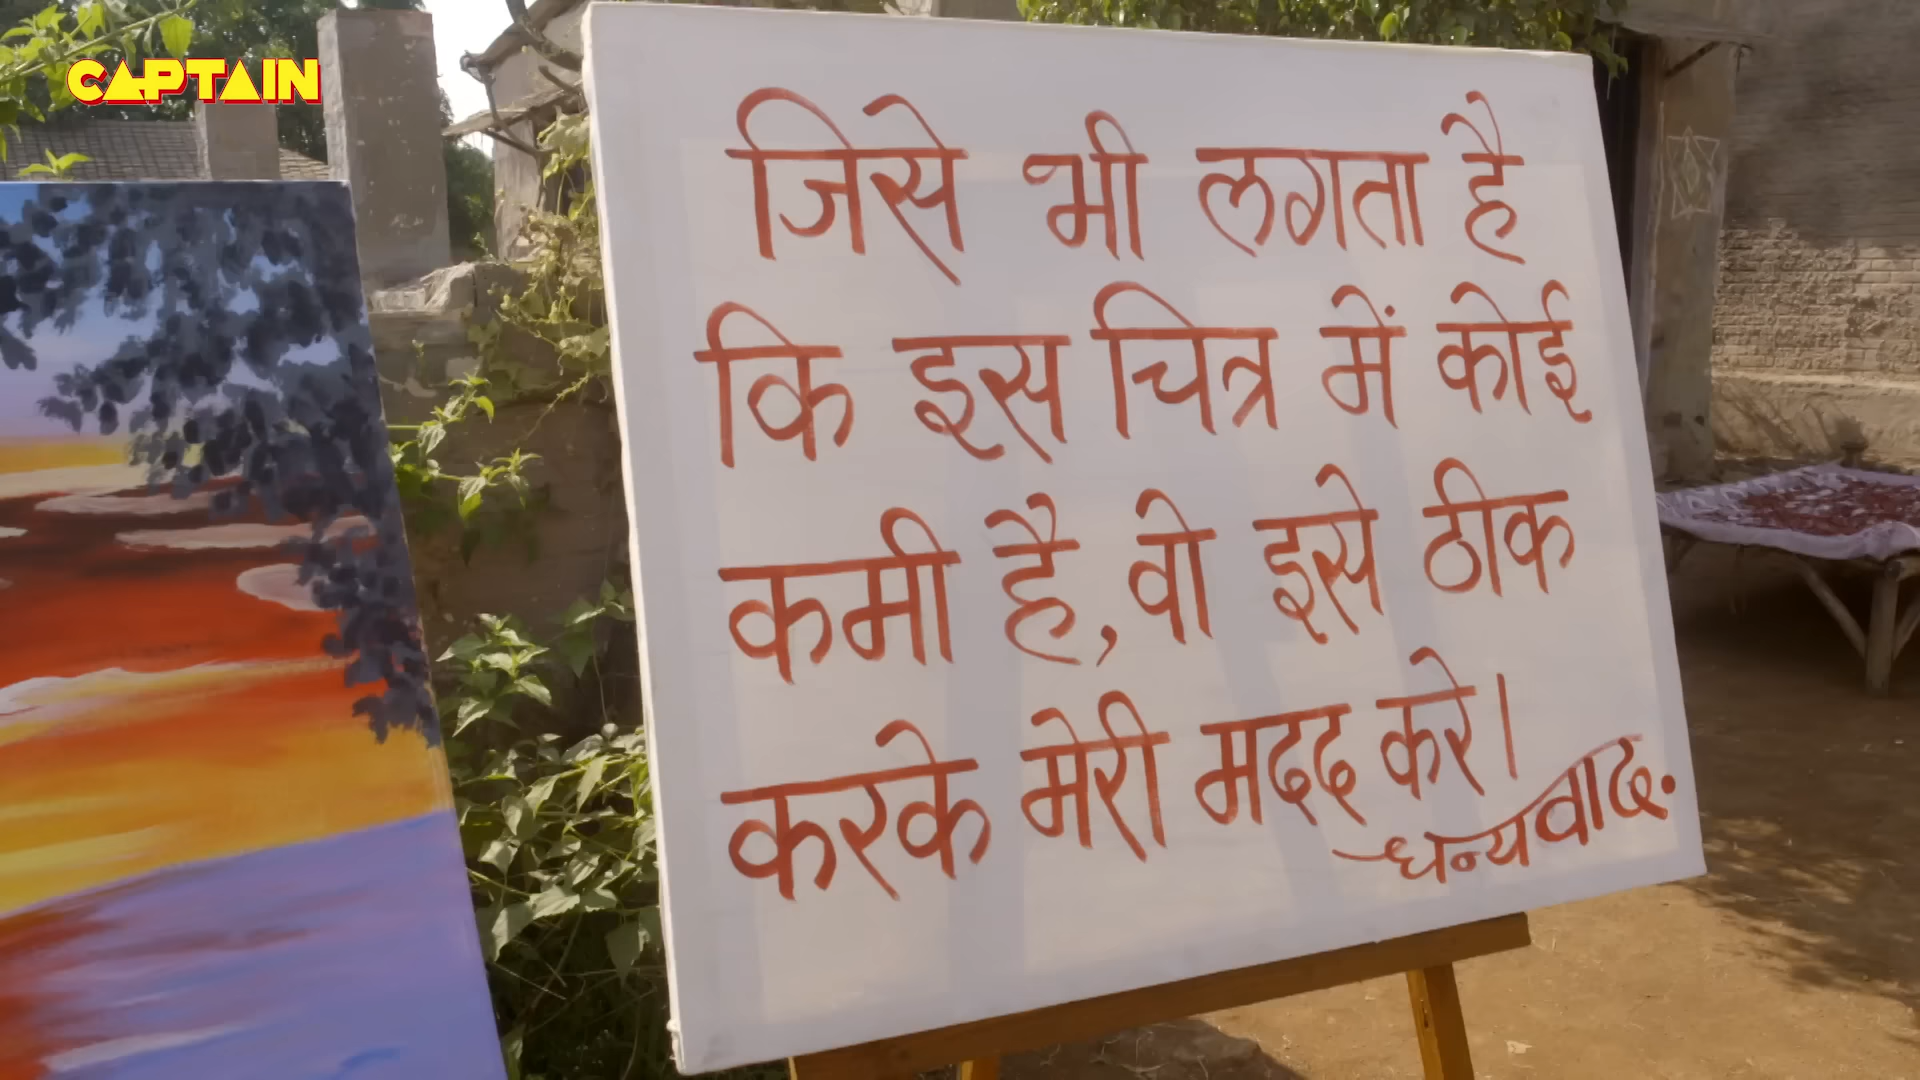 CAPTAIN
जिसे भी लगता है
कि इस चित्र में कोई
कमी है, वो इसे ठीक
करके मेरी मदद करे।
धन्यवाद.